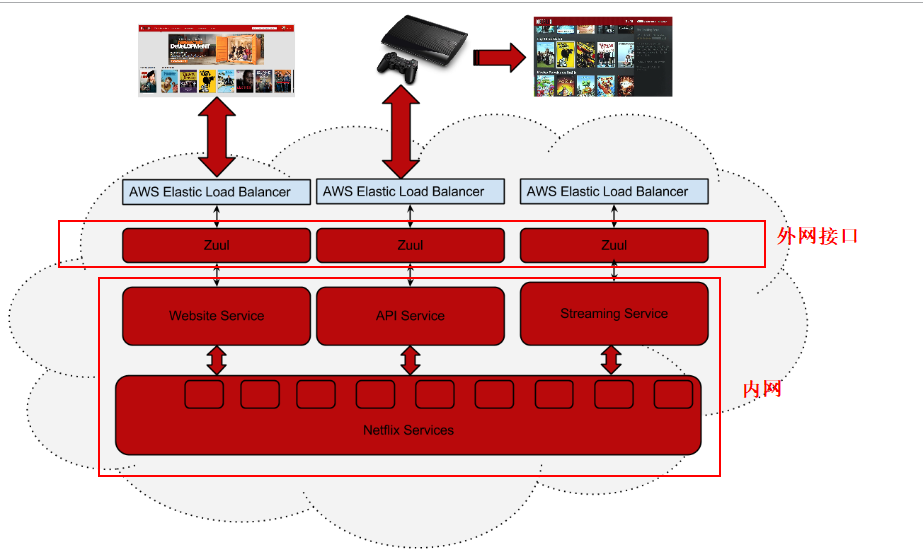 AWS Elastic Load Balancer
AWS Elastic Load Balancer
AWS Elastic Load Balancer
Zuul
Zuul
Zuul
外网接口
Website Service
API Service
Streaming Service
内网
Netflix Services